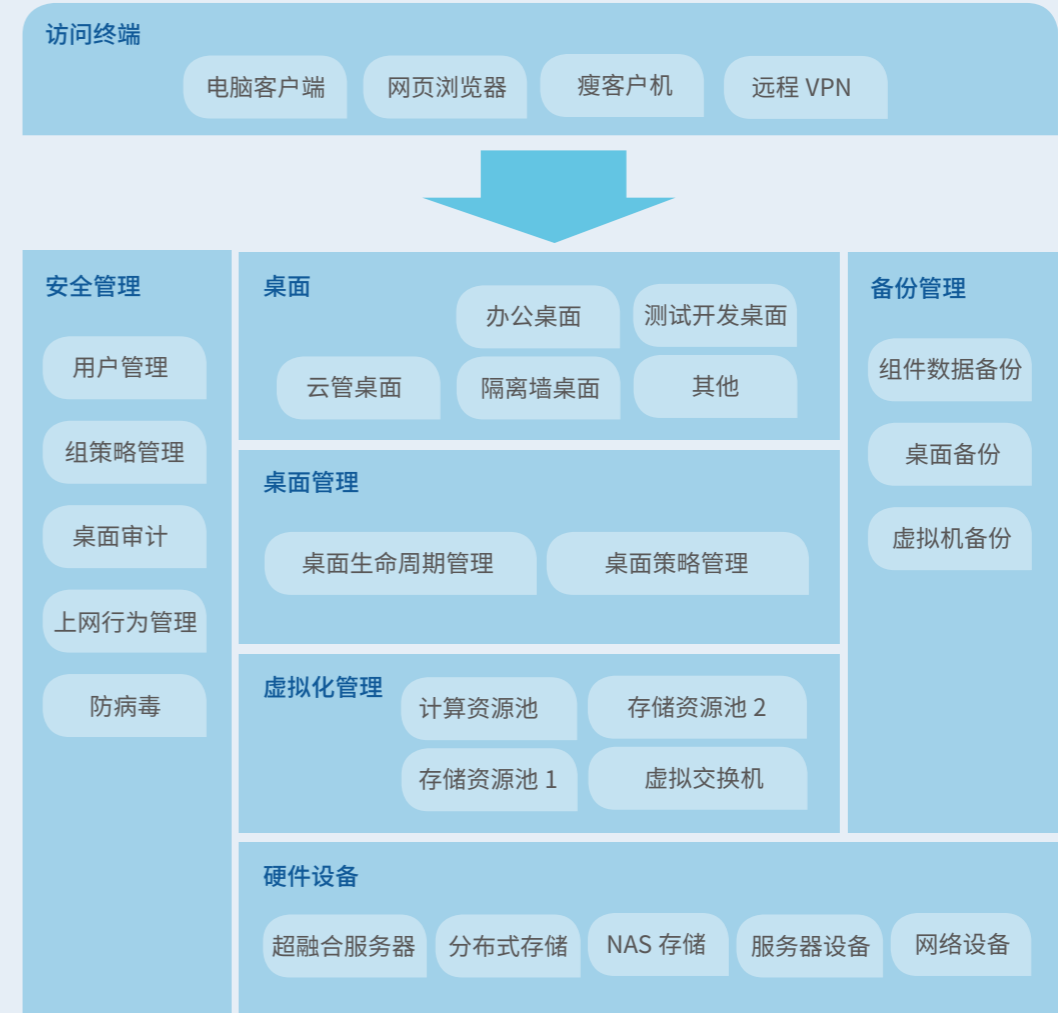 访问终端
电脑客户端
网页浏览器
瘦客户机
远程 VPN
安全管理
用户管理
组策略管理
桌面审计
上网行为管理
防病毒
桌面
办公桌面
测试开发桌面
云管桌面
隔离墙桌面
其他
桌面管理
桌面生命周期管理
桌面策略管理
虚拟化管理
计算资源池
存储资源池 2
存储资源池 1
虚拟交换机
备份管理
组件数据备份
桌面备份
虚拟机备份
硬件设备
超融合服务器
分布式存储
NAS 存储
服务器设备
网络设备